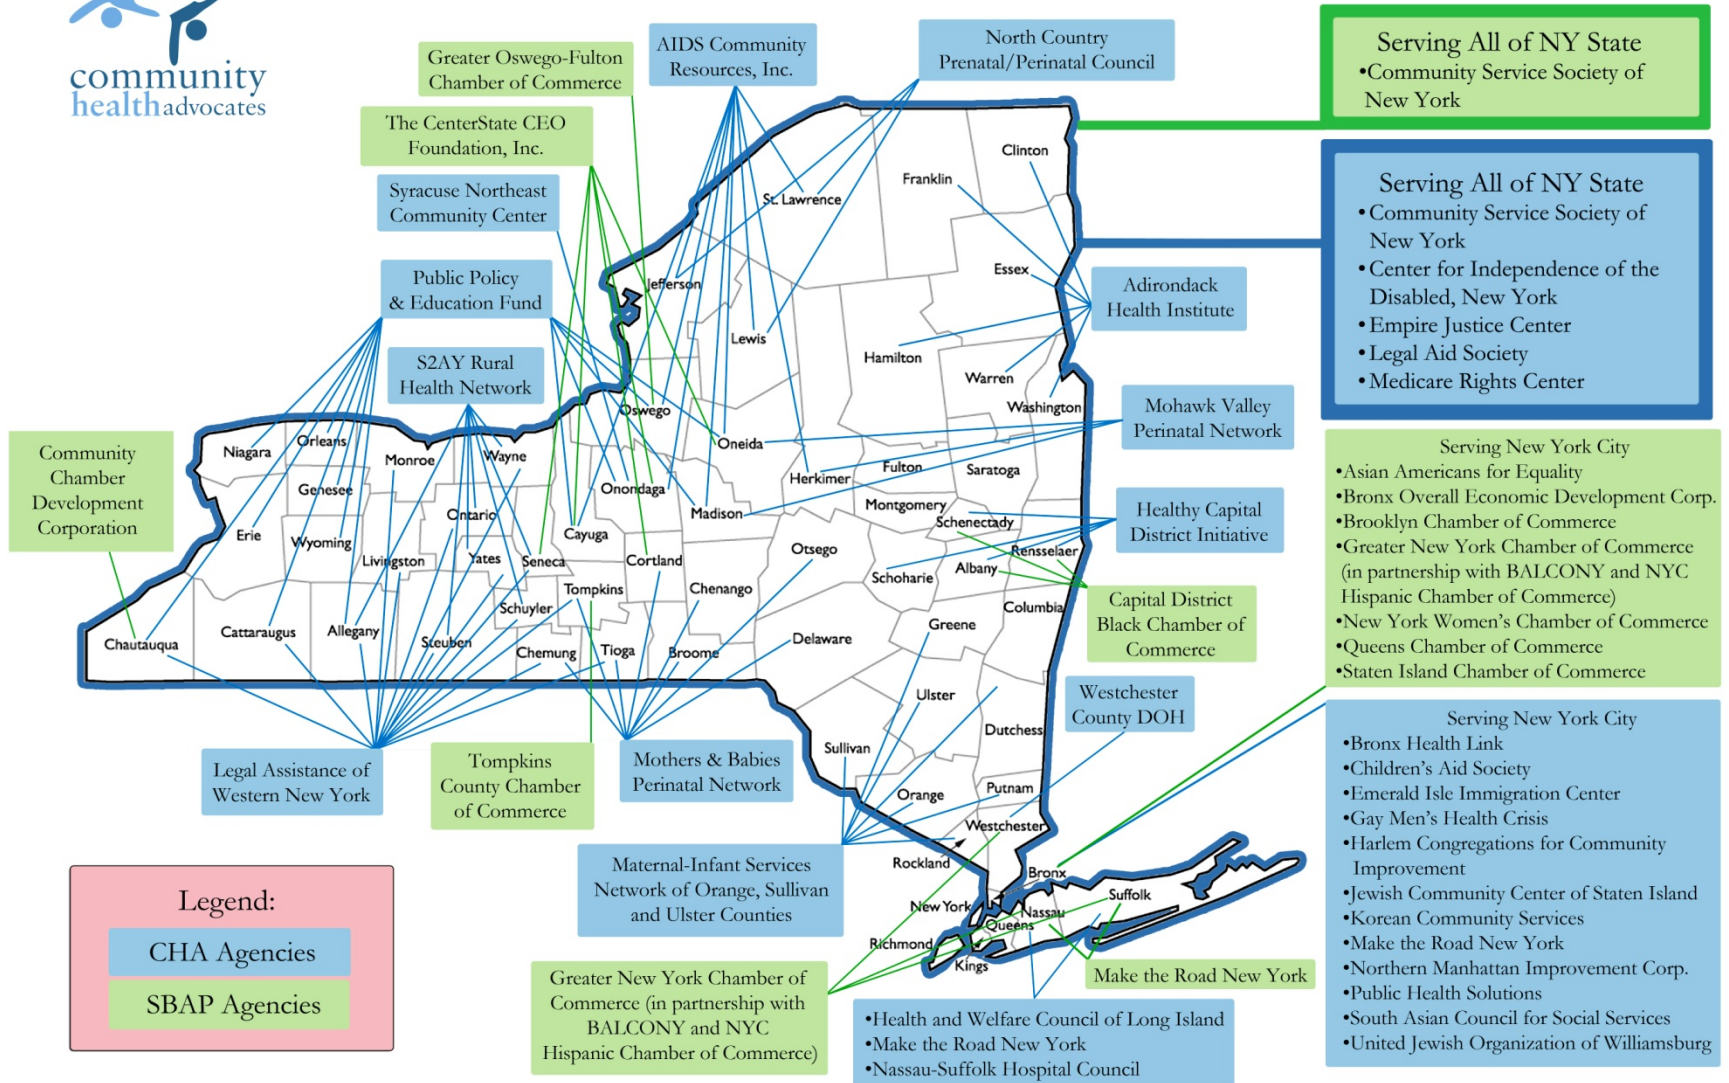 community
health advocates
Greater Oswego-Fulton
Chamber of Commerce
AIDS Community
Resources, Inc.
North Country
Prenatal/Perinatal Council
The CenterState CEO
Foundation, Inc.
Syracuse Northeast
Community Center
Public Policy
& Education Fund
S2AY Rural
Health Network
Community
Chamber
Development
Corporation
Serving All of NY State
•Community Service Society of
New York
Serving All of NY State
•Community Service Society of
New York
•Center for Independence of the
Disabled, New York
•Empire Justice Center
•Legal Aid Society
•Medicare Rights Center
Adirondack
Health Institute
Mohawk Valley
Perinatal Network
Healthy Capital
District Initiative
Capital District
Black Chamber of
Commerce
Westchester
County DOH
Serving New York City
•Asian Americans for Equality
•Bronx Overall Economic Development Corp.
•Brooklyn Chamber of Commerce
•Greater New York Chamber of Commerce
(in partnership with BALCONY and NYC
Hispanic Chamber of Commerce)
•New York Women's Chamber of Commerce
•Queens Chamber of Commerce
•Staten Island Chamber of Commerce
Serving New York City
•Bronx Health Link
•Children's Aid Society
•Emerald Isle Immigration Center
•Gay Men's Health Crisis
•Harlem Congregations for Community
Improvement
•Jewish Community Center of Staten Island
•Korean Community Services
•Make the Road New York
•Northern Manhattan Improvement Corp.
•Public Health Solutions
•South Asian Council for Social Services
•United Jewish Organization of Williamsburg
Clinton
Franklin
St. Lawrence
Essex
Jefferson
Lewis
Hamilton
Warren
Washington
Oswego
Oneida
Herkimer
Fulton
Saratoga
Niagara
Orleans
Monroe
Wayne
Genesee
Onondaga
Madison
Montgomery
Schenectady
Ontario
Erie
Wyoming
Livingston
Yates
Seneca
Cayuga
Cortland
Otsego
Schoharie
Albany
Rensselaer
Tompkins
Chenango
Schuyler
Columbia
Greene
Chautauqua
Cattaraugus
Allegany
Steuben
Chemung
Tioga
Broome
Delaware
Ulster
Dutchess
Sullivan
Orange
Putnam
Westchester
Rockland
Bronx
New York
Nassau
Suffolk
Queens
Richmond
Kings
Legal Assistance of
Western New York
Tompkins
County Chamber
of Commerce
Mothers & Babies
Perinatal Network
Maternal-Infant Services
Network of Orange, Sullivan
and Ulster Counties
Greater New York Chamber of
Commerce (in partnership with
BALCONY and NYC
Hispanic Chamber of Commerce)
Make the Road New York
•Health and Welfare Council of Long Island
•Make the Road New York
•Nassau-Suffolk Hospital Council
Legend:
CHA Agencies
SBAP Agencies